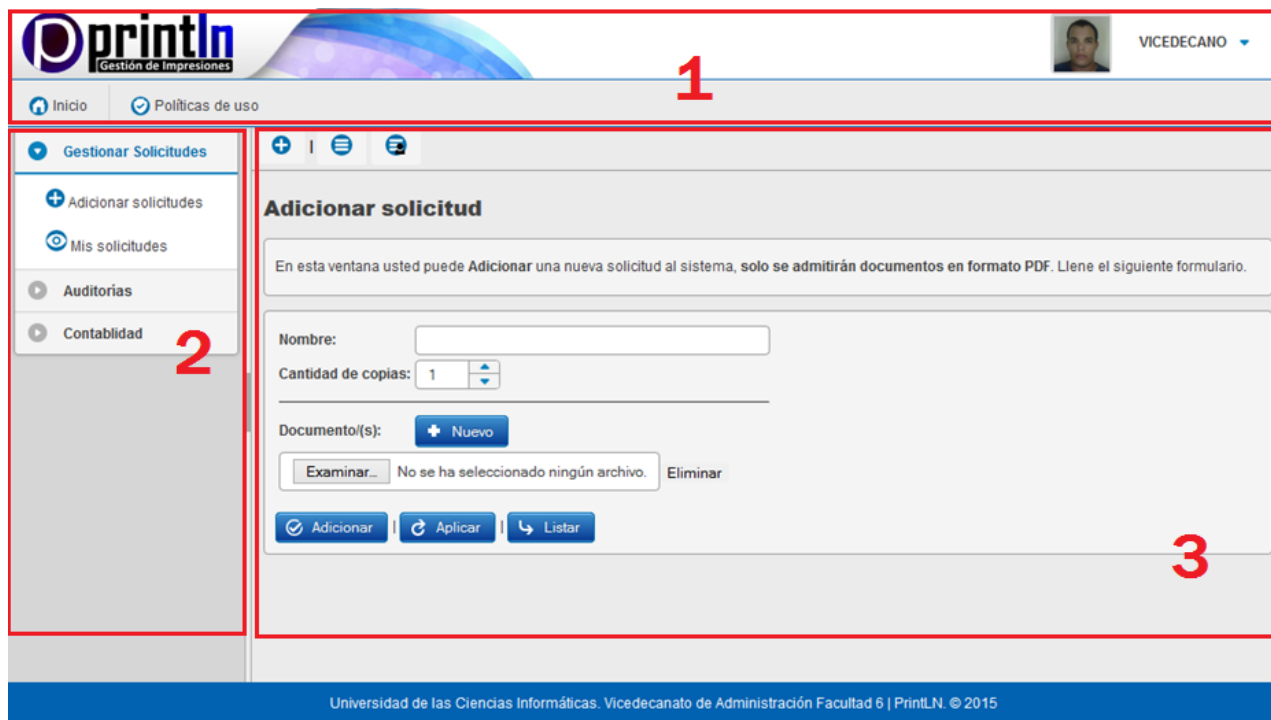 println
Gestión de Impresiones
VICEDECANO
1
Inicio
Políticas de uso
Gestionar Solicitudes
Adicionar solicitudes
Mis solicitudes
Auditorías
Contablidad
2
Adicionar solicitud
En esta ventana usted puede Adicionar una nueva solicitud al sistema, solo se admitirán documentos en formato PDF. Llene el siguiente formulario.
Nombre:
Cantidad de copias: 1
Documento/(s): Nuevo
Examinar... No se ha seleccionado ningún archivo. Eliminar
Adicionar | Aplicar | Listar
3
Universidad de las Ciencias Informáticas. Vicedecanato de Administración Facultad 6 | PrintLN. © 2015